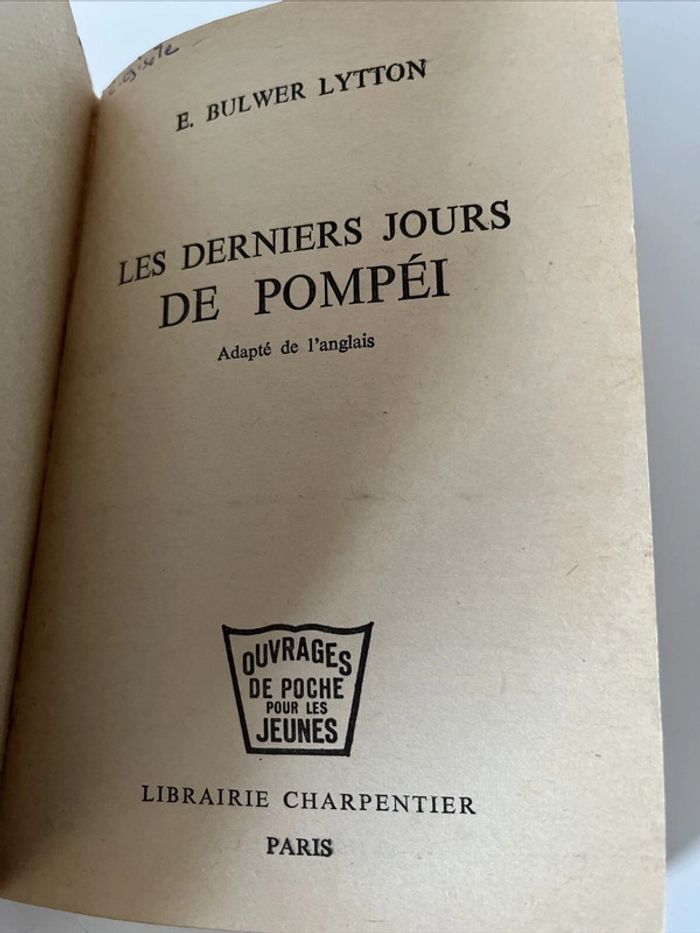 E. BULWER LYTTON
LES DERNIERS JOURS
DE POMPÉI
Adapté de l'anglais
OUVRAGES
DE POCHE
POUR LES
JEUNES
LIBRAIRIE CHARPENTIER
PARIS